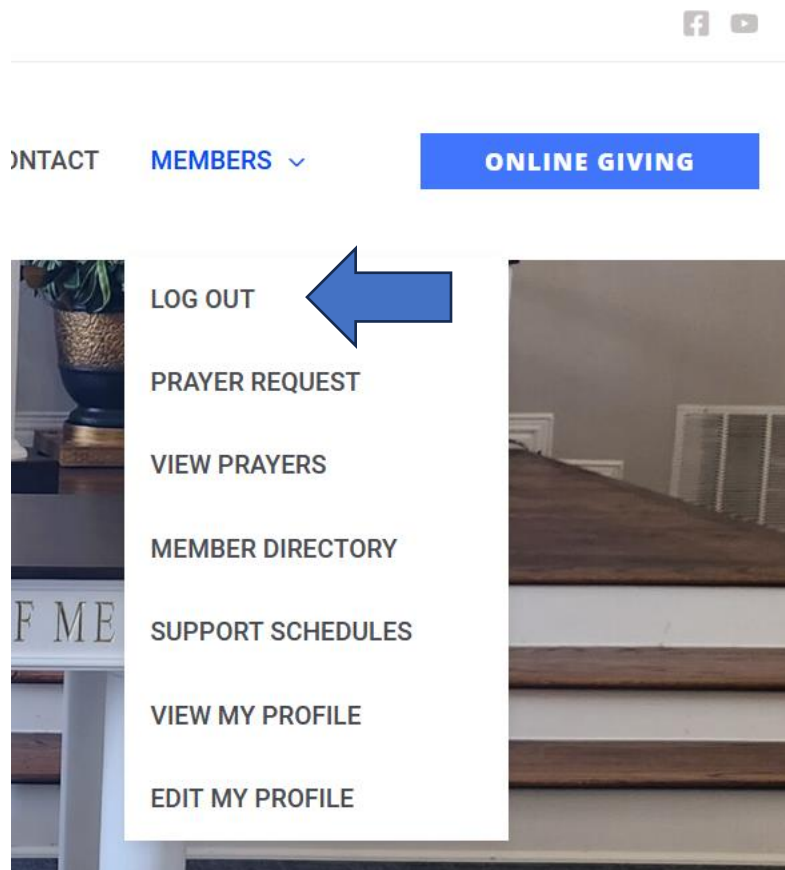 ONTACT MEMBERS ONLINE GIVING
LOG OUT
PRAYER REQUEST
VIEW PRAYERS
MEMBER DIRECTORY
F ME
SUPPORT SCHEDULES
VIEW MY PROFILE
EDIT MY PROFILE